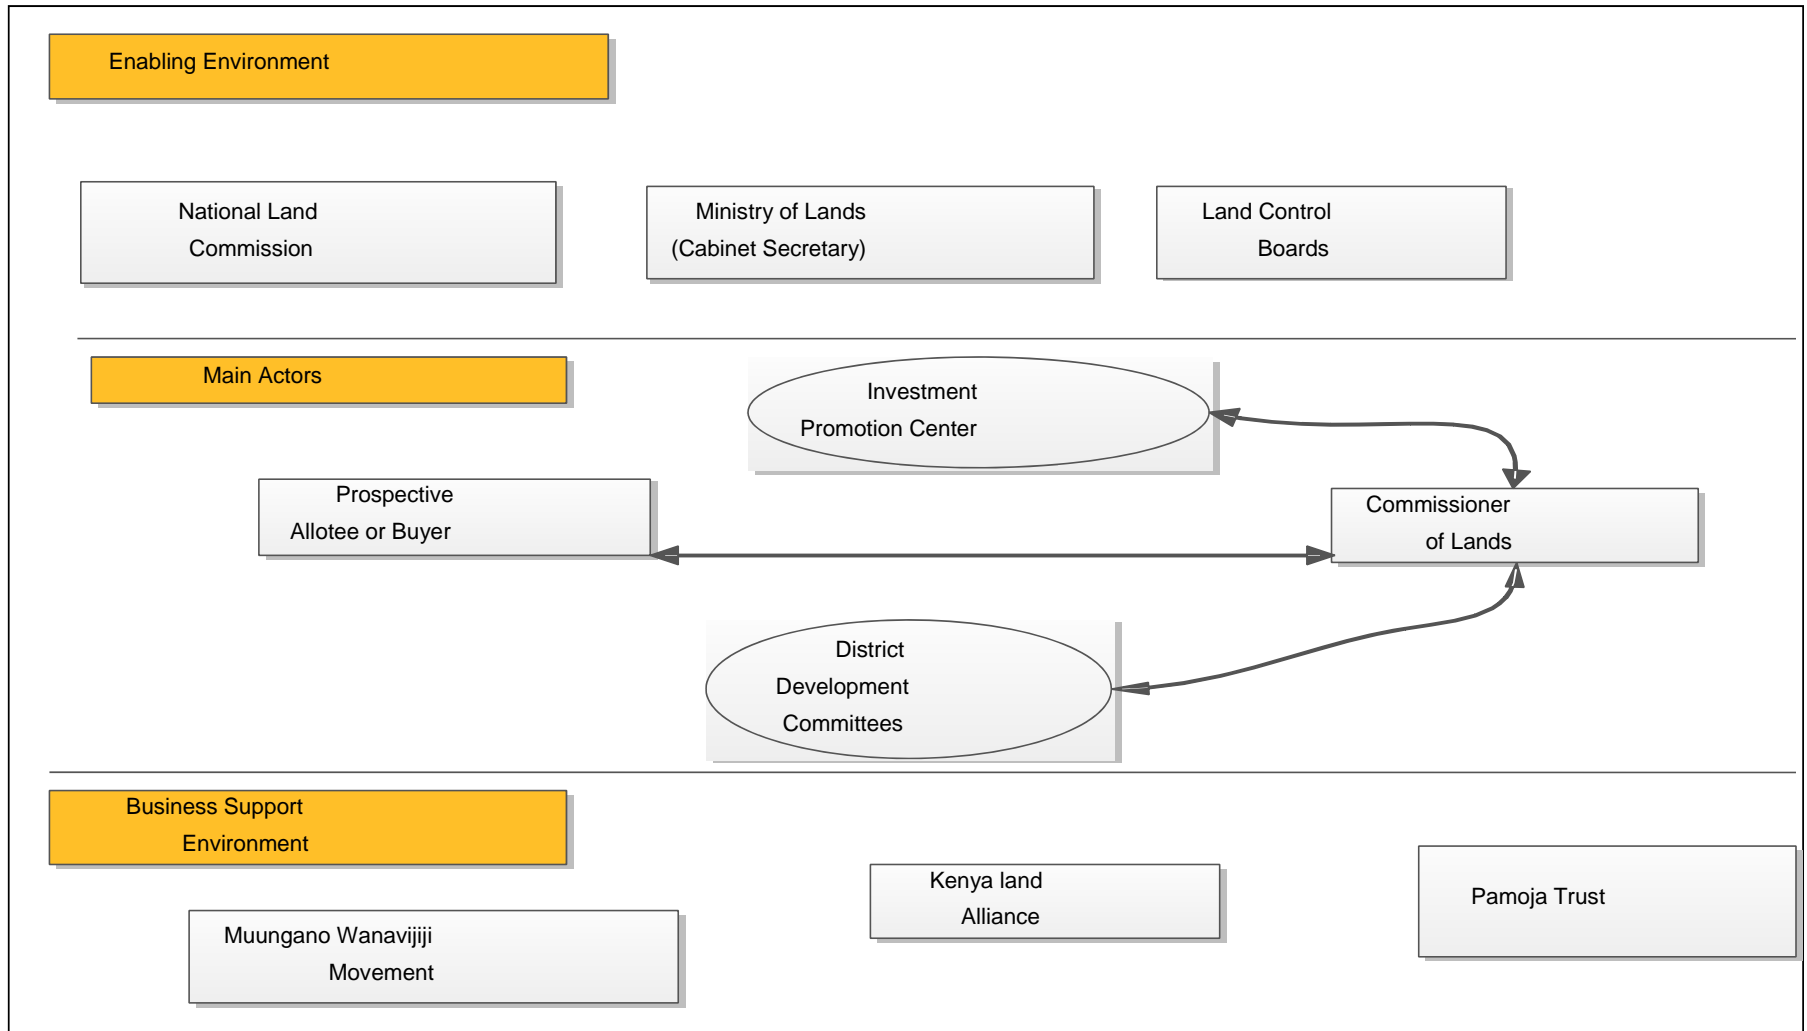 Enabling Environment
National Land
Commission
Ministry of Lands
(Cabinet Secretary)
Land Control
Boards
Main Actors
Investment
Promotion Center
Prospective
Allotee or Buyer
Commissioner
of Lands
District
Development
Committees
Business Support
Environment
Muungano Wanavijiji
Movement
Kenya land
Alliance
Pamoja Trust